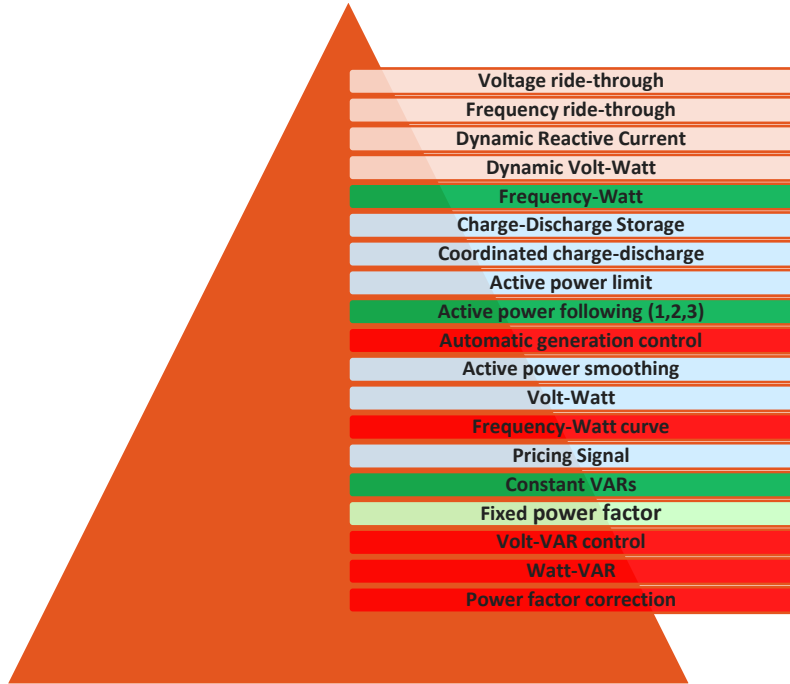 Voltage ride-through
Frequency ride-through
Dynamic Reactive Current
Dynamic Volt-Watt
Frequency-Watt
Charge-Discharge Storage
Coordinated charge-discharge
Active power limit
Active power following (1,2,3)
Automatic generation control
Active power smoothing
Volt-Watt
Frequency-Watt curve
Pricing Signal
Constant VARs
Fixed power factor
Volt-VAR control
Watt-VAR
Power factor correction